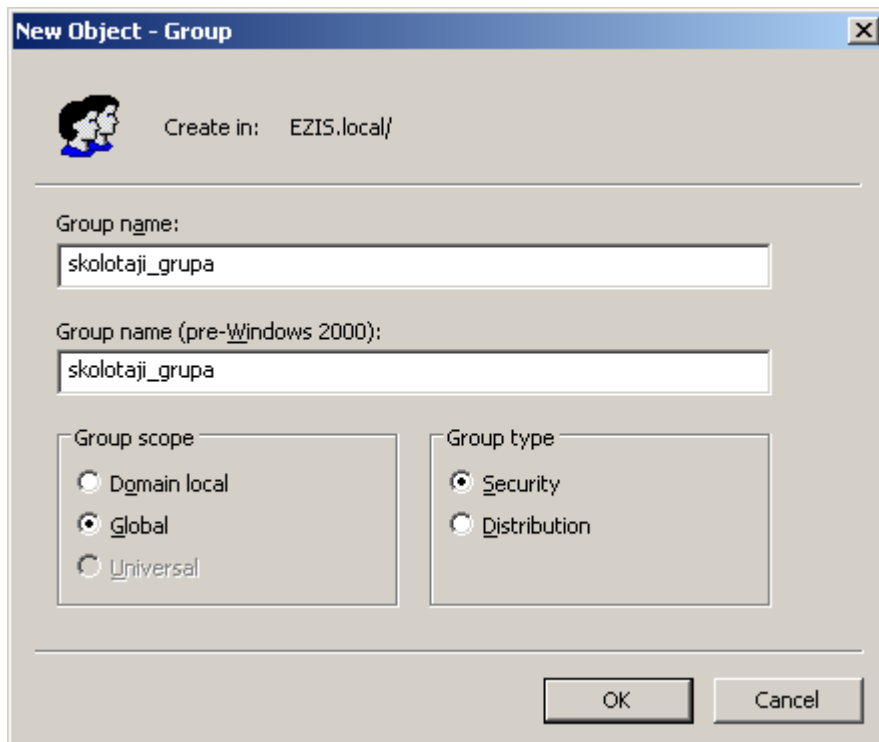 New Object - Group
Create in: EZIS.local/
Group name:
skolotaji_grupa
Group name (pre-Windows 2000):
skolotaji_grupa
Group scope
Domain local
Global
Universal
Group type
Security
Distribution
OK Cancel